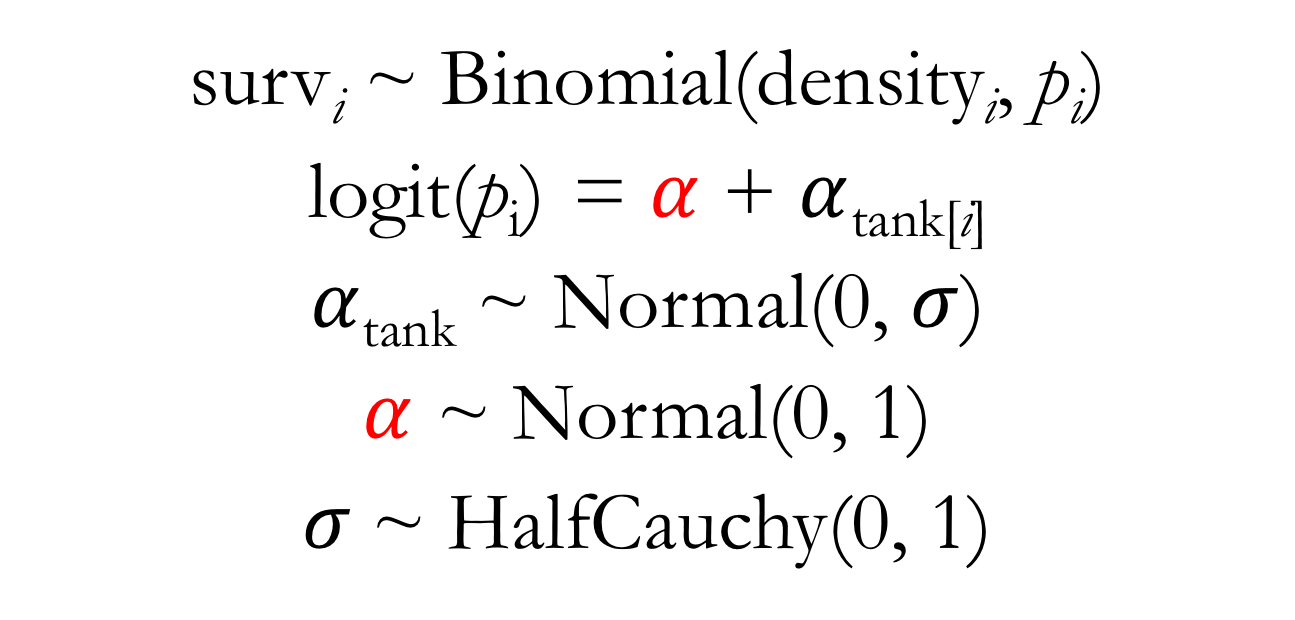 survᵢ ~ Binomial(densityᵢ, pᵢ)
logit(pᵢ) = α + α_tank[i]
α_tank ~ Normal(0, σ)
α ~ Normal(0, 1)
σ ~ HalfCauchy(0, 1)